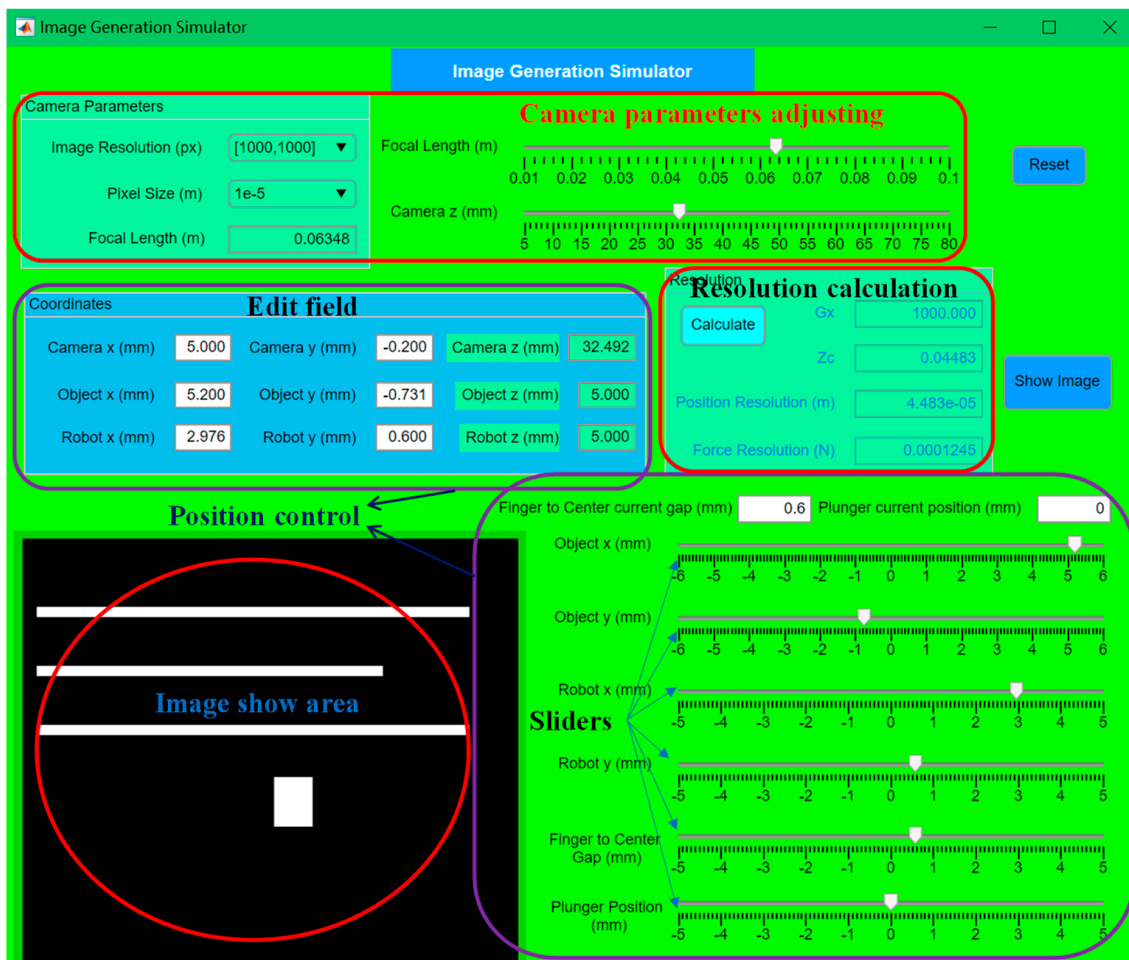 Image Generation Simulator
Image Generation Simulator
Camera Parameters
Camera parameters adjusting
Image Resolution (px) [1000,1000]
Pixel Size (m) 1e-5
Focal Length (m) 0.06348
Focal Length (m)
0.01 0.02 0.03 0.04 0.05 0.06 0.07 0.08 0.09 0.1
Camera z (mm)
5 10 15 20 25 30 35 40 45 50 55 60 65 70 75 80
Reset
Coordinates
Edit field
Camera x (mm) 5.000 Camera y (mm) -0.200 Camera z (mm) 32.492
Object x (mm) 5.200 Object y (mm) -0.731 Object z (mm) 5.000
Robot x (mm) 2.976 Robot y (mm) 0.600 Robot z (mm) 5.000
Resolution
Resolution calculation
Calculate
Gx 1000.000
Zc 0.04483
Position Resolution (m) 4.483e-05
Force Resolution (N) 0.0001245
Show Image
Position control
Finger to Center current gap (mm) 0.6 Plunger current position (mm) 0
Object x (mm)
-6 -5 -4 -3 -2 -1 0 1 2 3 4 5 6
Object y (mm)
-6 -5 -4 -3 -2 -1 0 1 2 3 4 5 6
Robot x (mm)
-5 -4 -3 -2 -1 0 1 2 3 4 5
Sliders
Robot y (mm)
-5 -4 -3 -2 -1 0 1 2 3 4 5
Finger to Center
Gap (mm)
-5 -4 -3 -2 -1 0 1 2 3 4 5
Plunger Position
(mm)
-5 -4 -3 -2 -1 0 1 2 3 4 5
Image show area